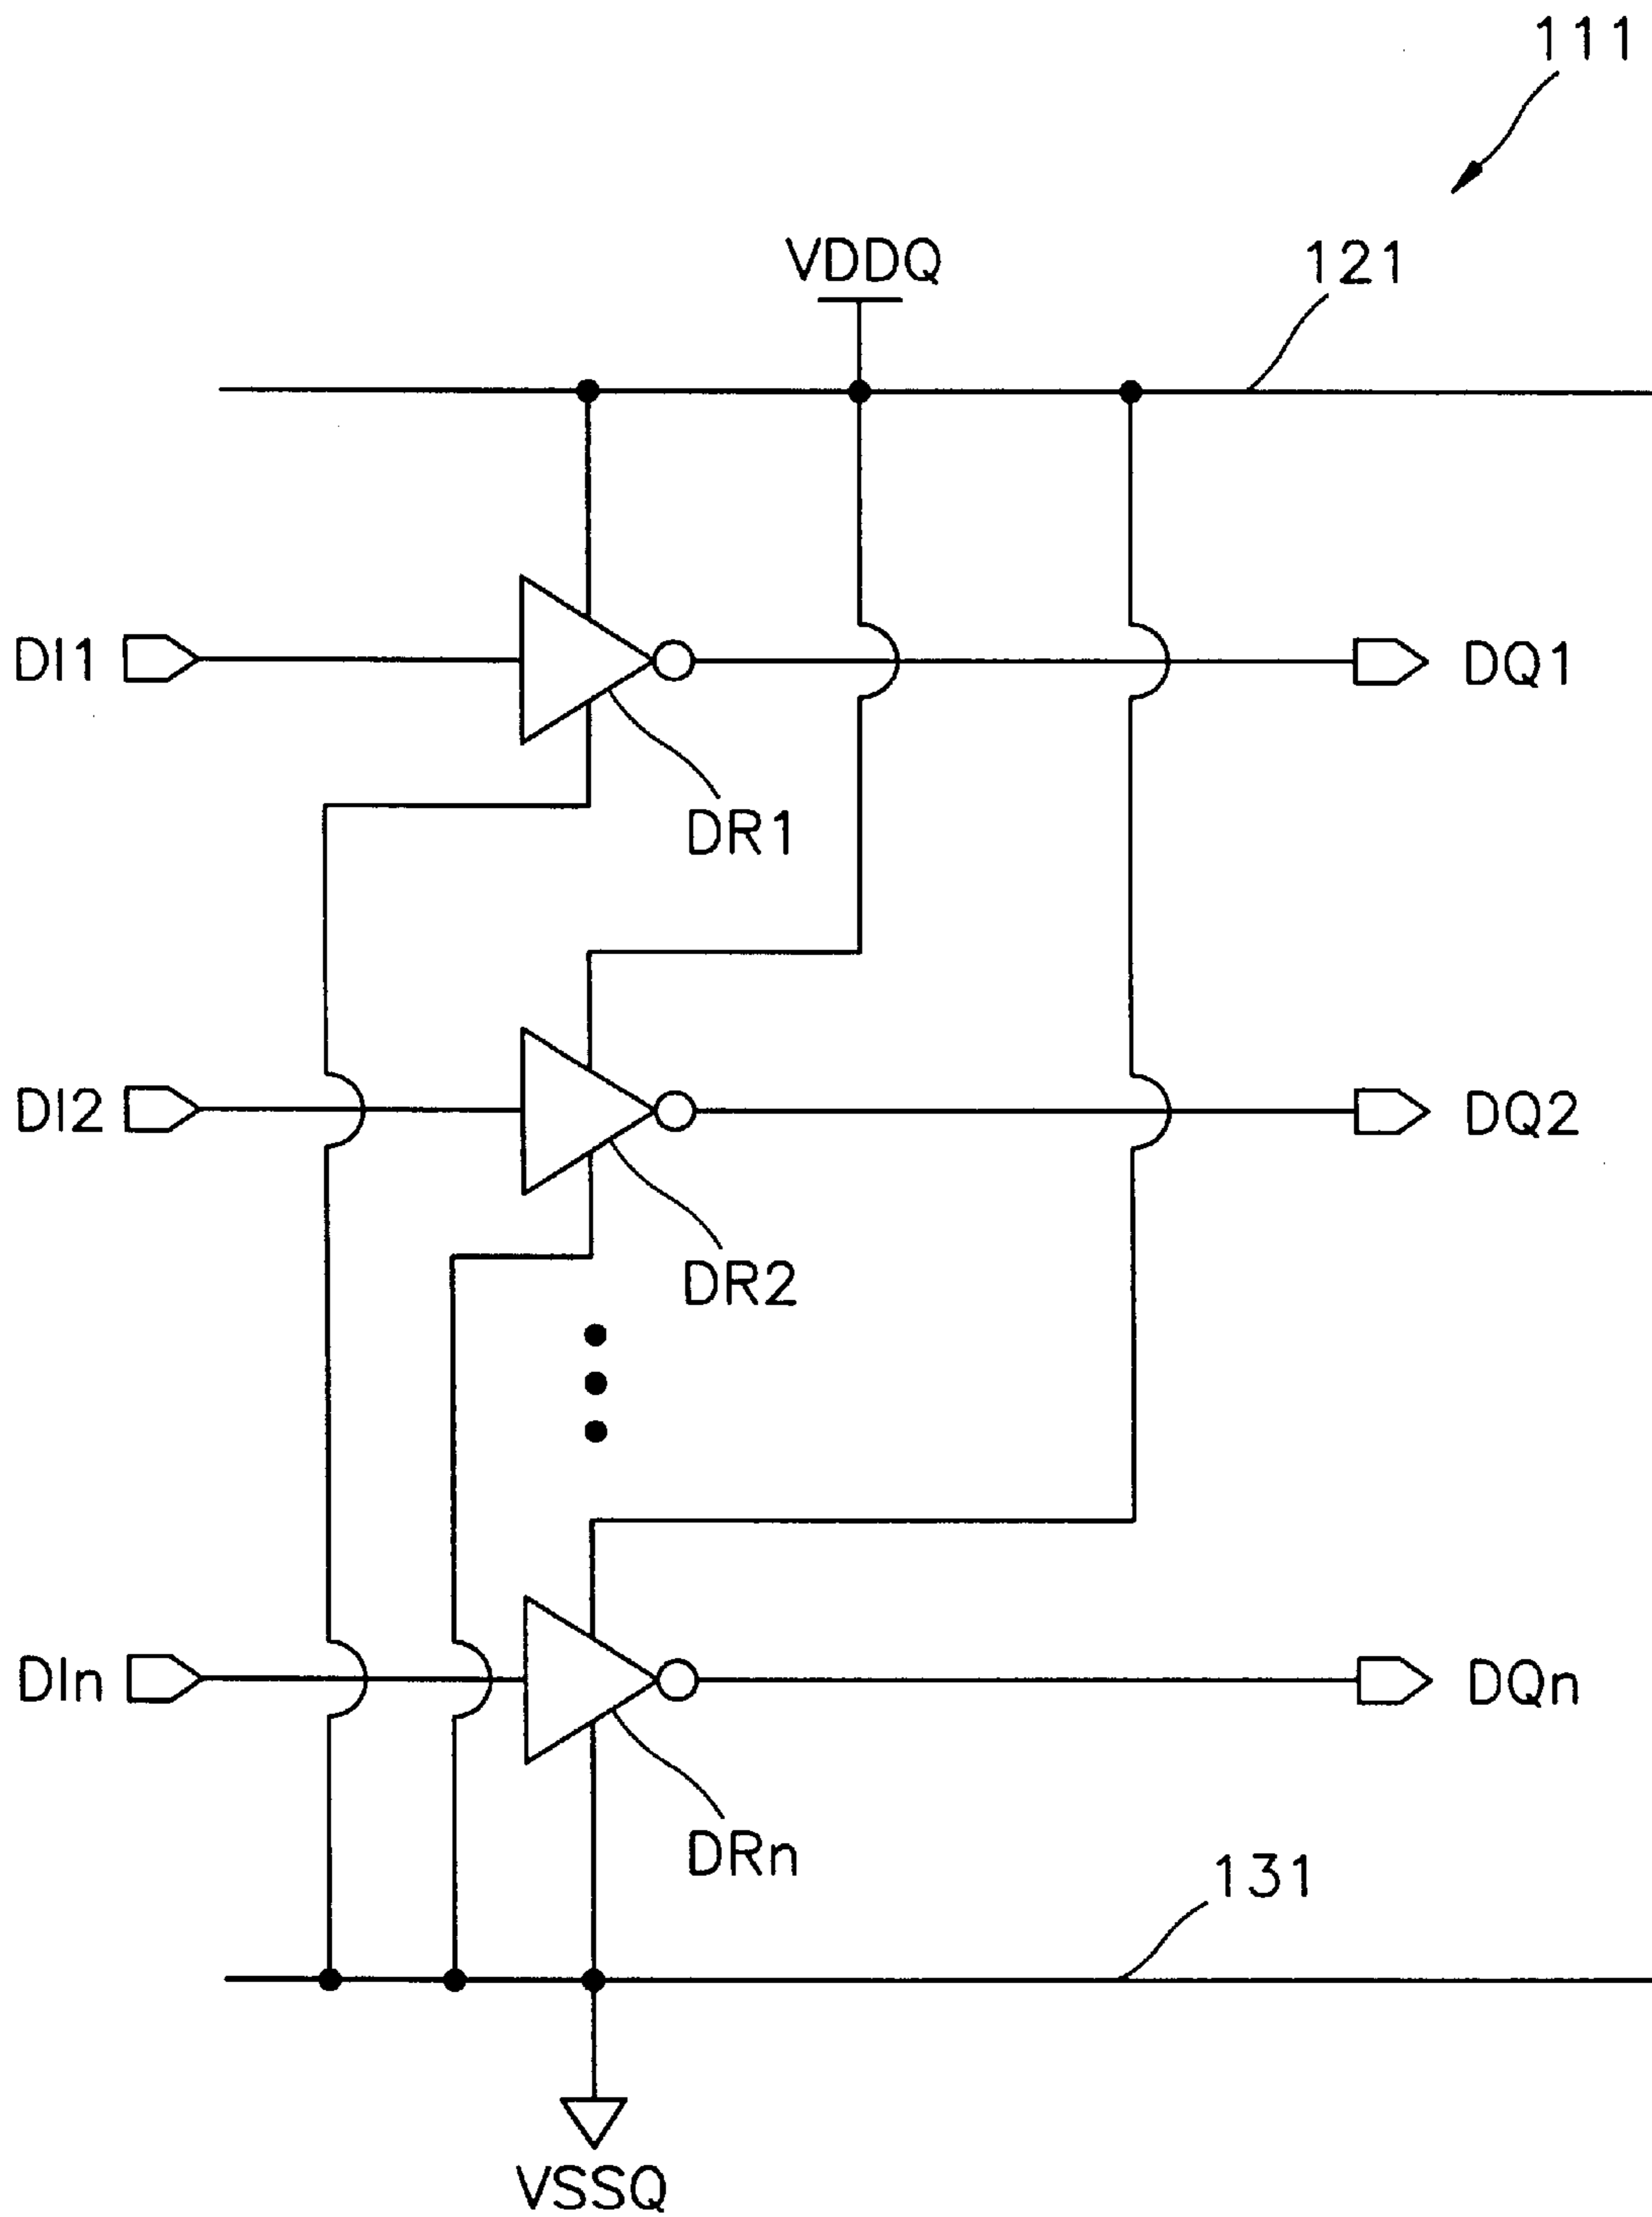 111
VDDQ
121
DI1
DQ1
DR1
DI2
DQ2
DR2
DIn
DQn
DRn
131
VSSQ